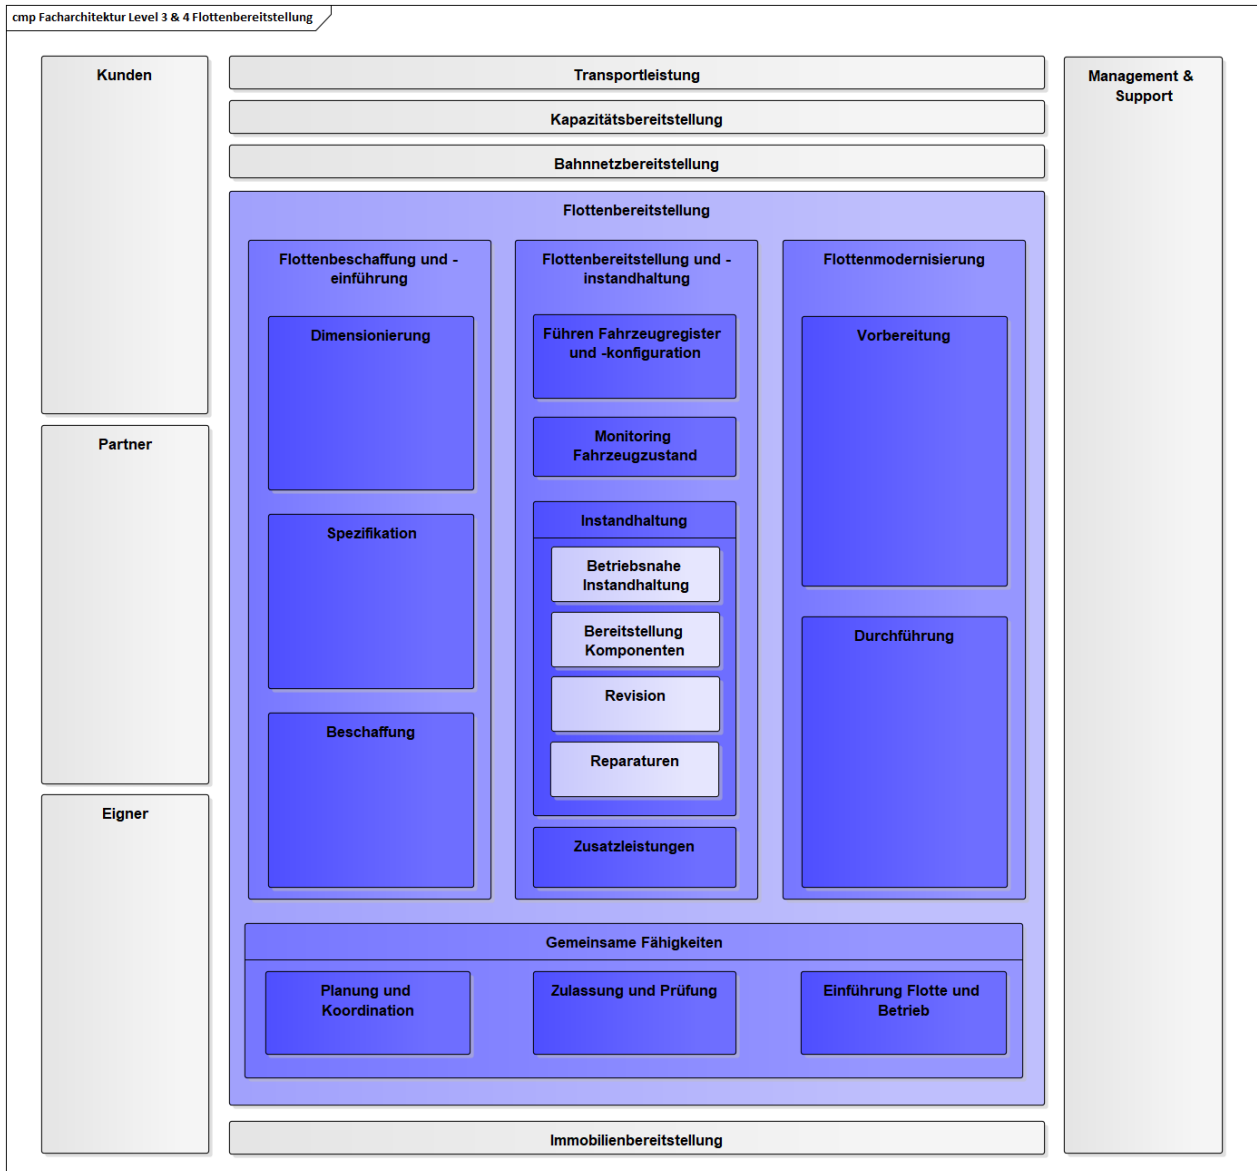 cmp Facharchitektur Level 3 & 4 Flottenbereitstellung
Kunden
Partner
Eigner
Transportleistung
Kapazitätsbereitstellung
Bahnnetzbereitstellung
Flottenbereitstellung
Flottenbeschaffung und -
einführung
Dimensionierung
Spezifikation
Beschaffung
Flottenbereitstellung und -
instandhaltung
Führen Fahrzeugregister
und -konfiguration
Monitoring
Fahrzeugzustand
Instandhaltung
Betriebsnahe
Instandhaltung
Bereitstellung
Komponenten
Revision
Reparaturen
Zusatzleistungen
Flottenmodernisierung
Vorbereitung
Durchführung
Gemeinsame Fähigkeiten
Planung und
Koordination
Zulassung und Prüfung
Einführung Flotte und
Betrieb
Immobilienbereitstellung
Management &
Support